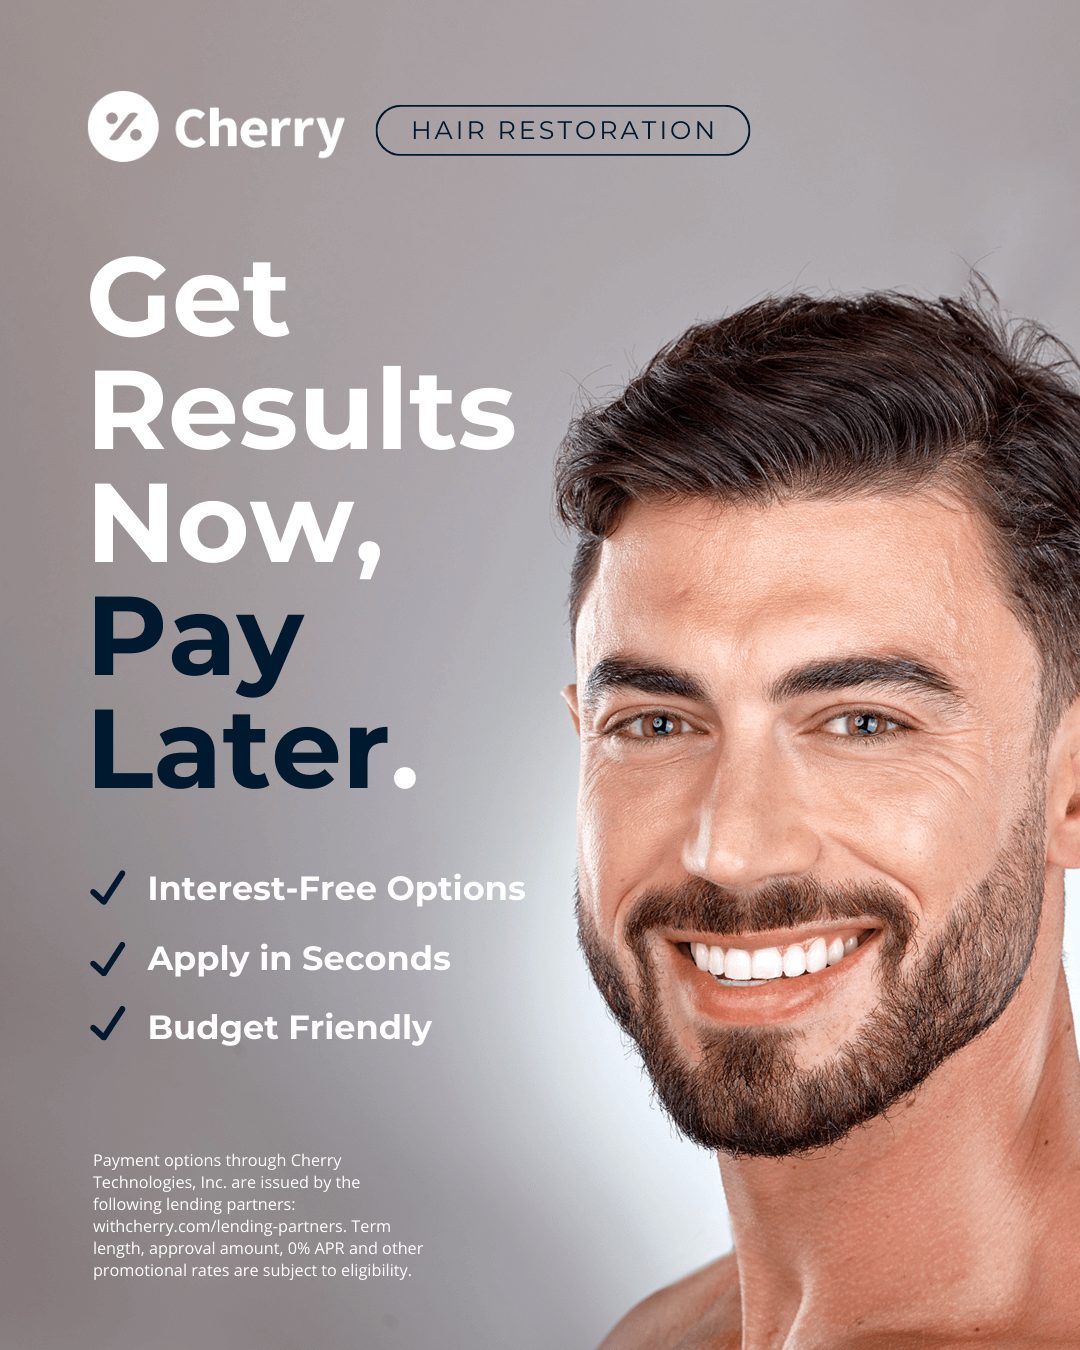 Cherry
HAIR RESTORATION
Get
Results
Now,
Pay
Later.
Interest-Free Options
Apply in Seconds
Budget Friendly
Payment options through Cherry
Technologies, Inc. are issued by the
following lending partners:
withcherry.com/lending-partners. Term
length, approval amount, 0% APR and other
promotional rates are subject to eligibility.